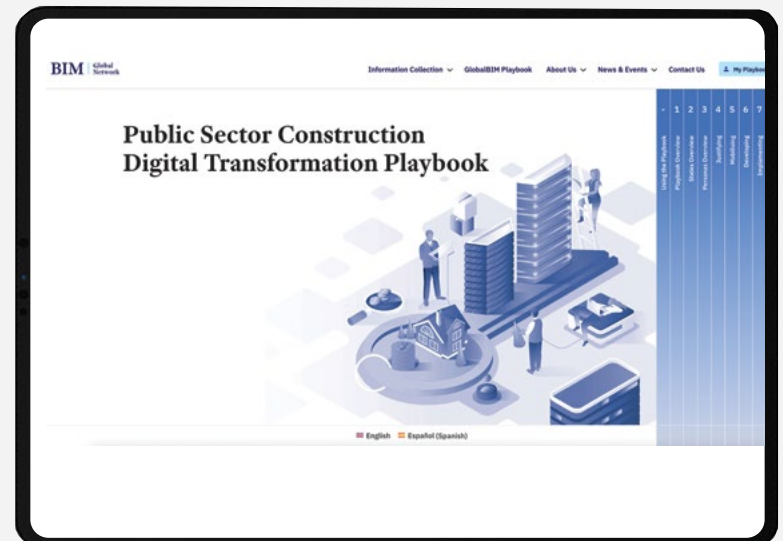 BIM Global Network
Information Collection GlobalBIM Playbook About Us News & Events Contact Us My Playboo
Public Sector Construction
Digital Transformation Playbook
- 1 2 3 4 5 6 7
Using the Playbook
Playbook Overview
States Overview
Personas Overview
Justifying
Mobilising
Developing
Implementing
English Español (Spanish)